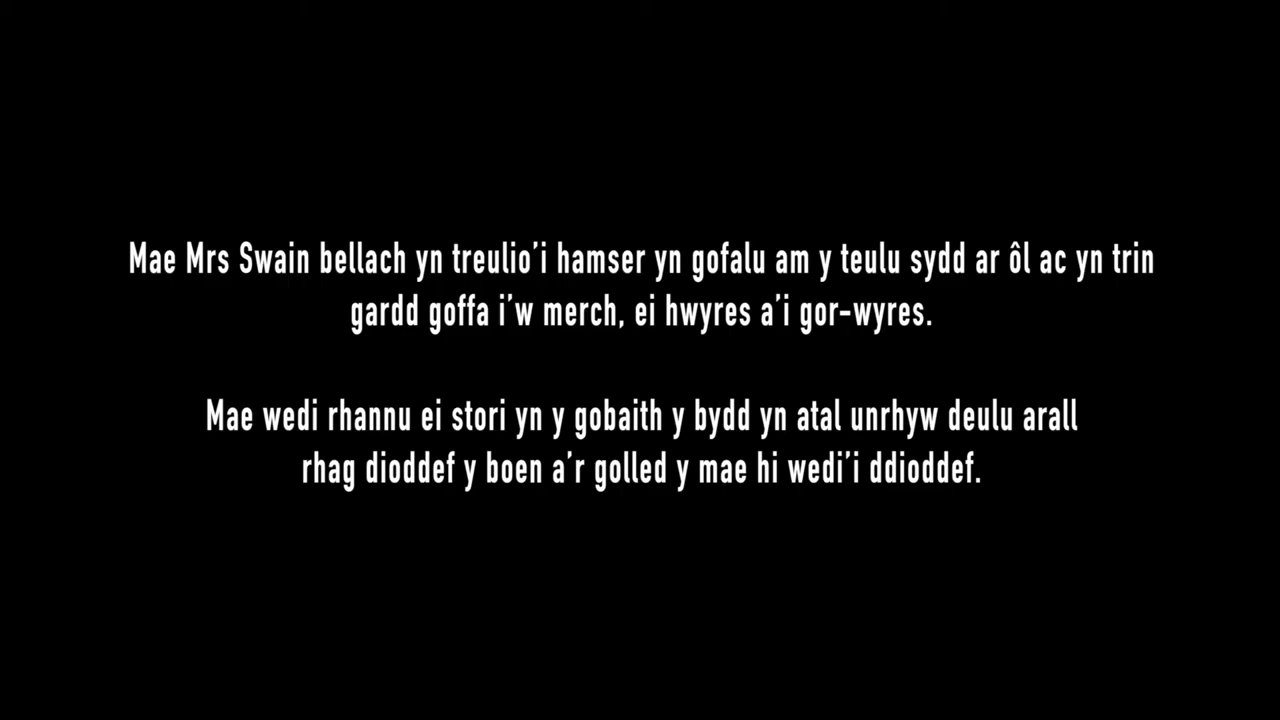 Mae Mrs Swain bellach yn treulio’i hamser yn gofalu am y teulu sydd ar ôl ac yn trin
gardd goffa i’w merch, ei hwyres a’i gor-wyres.
Mae wedi rhannu ei stori yn y gobaith y bydd yn atal unrhyw deulu arall
rhag dioddef y boen a’r golled y mae hi wedi’i ddioddef.